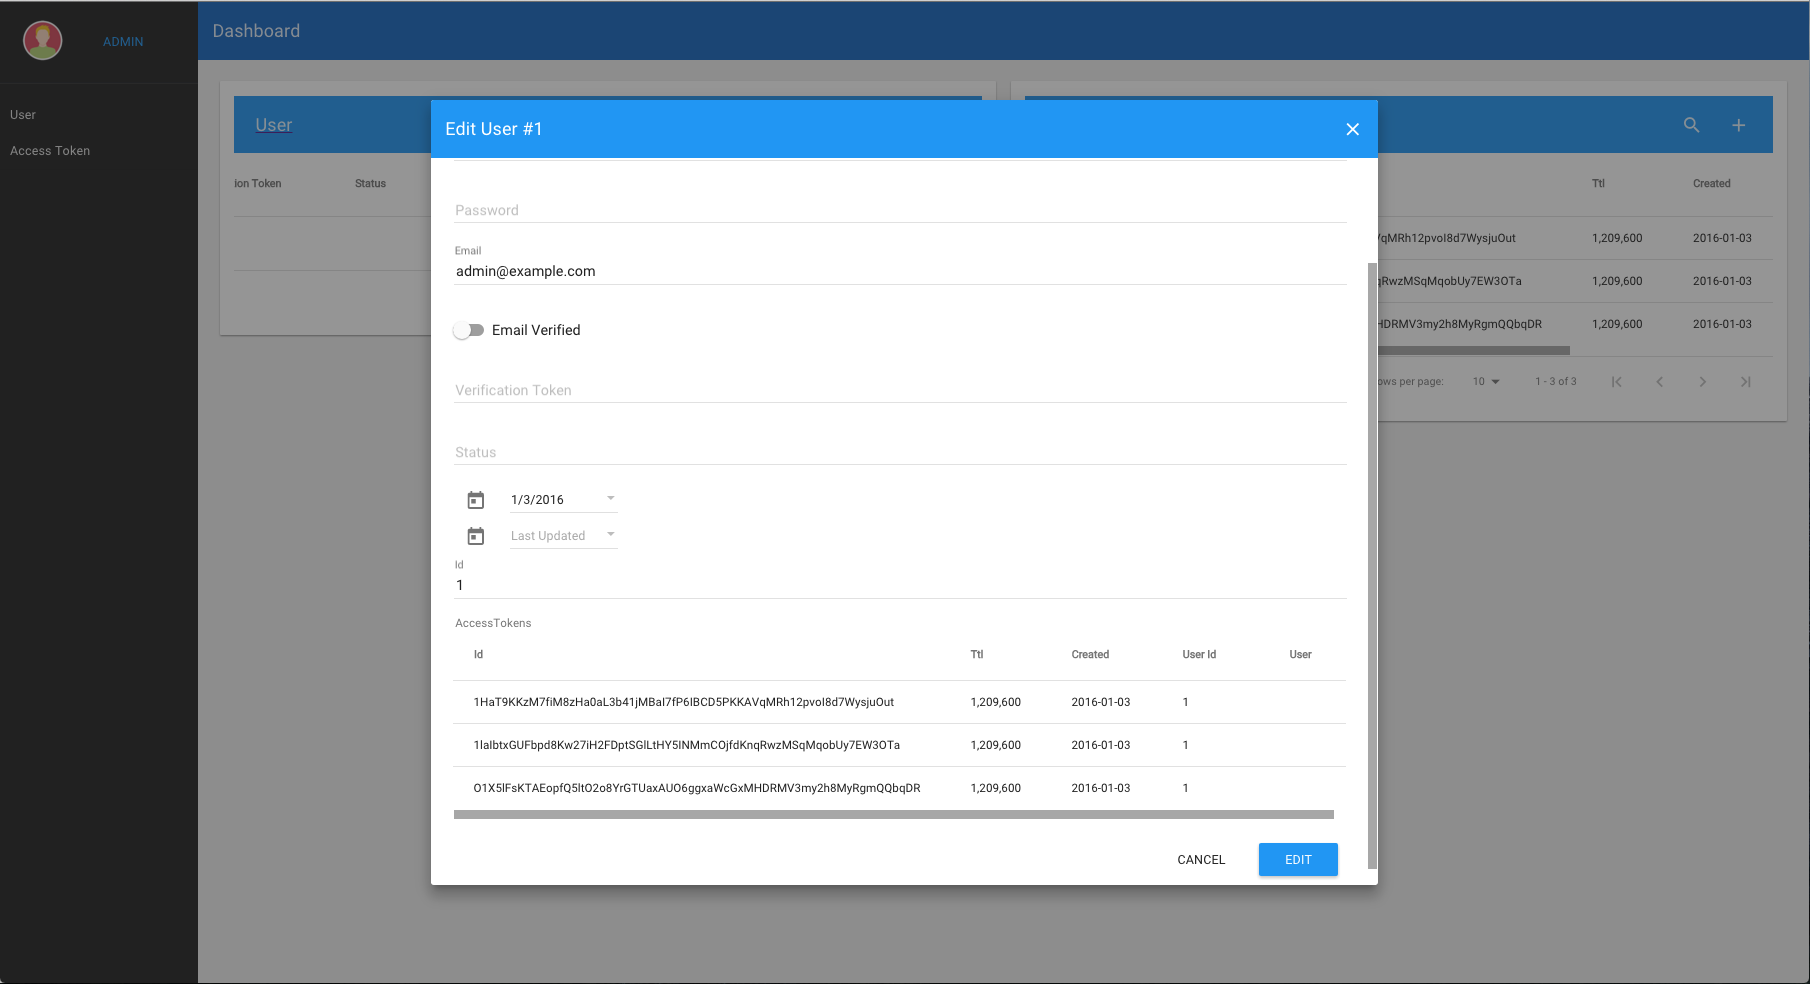 ADMIN
Dashboard
User
Access Token
User
ion Token Status
Ttl Created
VqMRh12pvoI8d7WysjuOut 1,209,600 2016-01-03
qRwzMSqMqobUy7EW3OTa 1,209,600 2016-01-03
HDRMV3my2h8MyRgmQQbqDR 1,209,600 2016-01-03
ows per page: 10 1 - 3 of 3
Edit User #1
Password
Email
admin@example.com
Email Verified
Verification Token
Status
1/3/2016
Last Updated
Id
1
AccessTokens
Id Ttl Created User Id User
1HaT9KKzM7fiM8zHa0aL3b41jMBaI7fP6IBCD5PKKAVqMRh12pvoI8d7WysjuOut 1,209,600 2016-01-03 1
1laIbtxGUFbpd8Kw27iH2FDptSGlLtHY5INMmCOjfdKnqRwzMSqMqobUy7EW3OTa 1,209,600 2016-01-03 1
O1X5lFsKTAEopfQ5ltO2o8YrGTUaxAUO6ggxaWcGxMHDRMV3my2h8MyRgmQQbqDR 1,209,600 2016-01-03 1
CANCEL EDIT